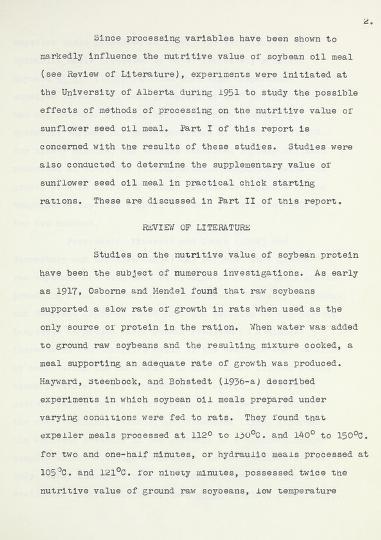 2.
Since processing variables have been shown to
markedly influence the nutritive value of soybean oil meal
(see Review of Literature), experiments were initiated at
the University of Alberta during 1951 to study the possible
effects of methods of processing on the nutritive value of
sunflower seed oil meal. Part I of this report is
concerned with the results of these studies. Studies were
also conducted to determine the supplementary value of
sunflower seed oil meal in practical chick starting
rations. These are discussed in Part II of this report.
REVIEW OF LITERATURE
Studies on the nutritive value of soybean protein
have been the subject of numerous investigations. As early
as 1917, Osborne and Mendel found that raw soybeans
supported a slow rate of growth in rats when used as the
only source of protein in the ration. When water was added
to ground raw soybeans and the resulting mixture cooked, a
meal supporting an adequate rate of growth was produced.
Hayward, Steenbock, and Bohstedt (1936-a) described
experiments in which soybean oil meals prepared under
varying conditions were fed to rats. They found that
expeller meals processed at 112° to 130°C. and 140° to 150°C.
for two and one-half minutes, or hydraulic meals processed at
105°C. and 121°C. for ninety minutes, possessed twice the
nutritive value of ground raw soybeans, low temperature